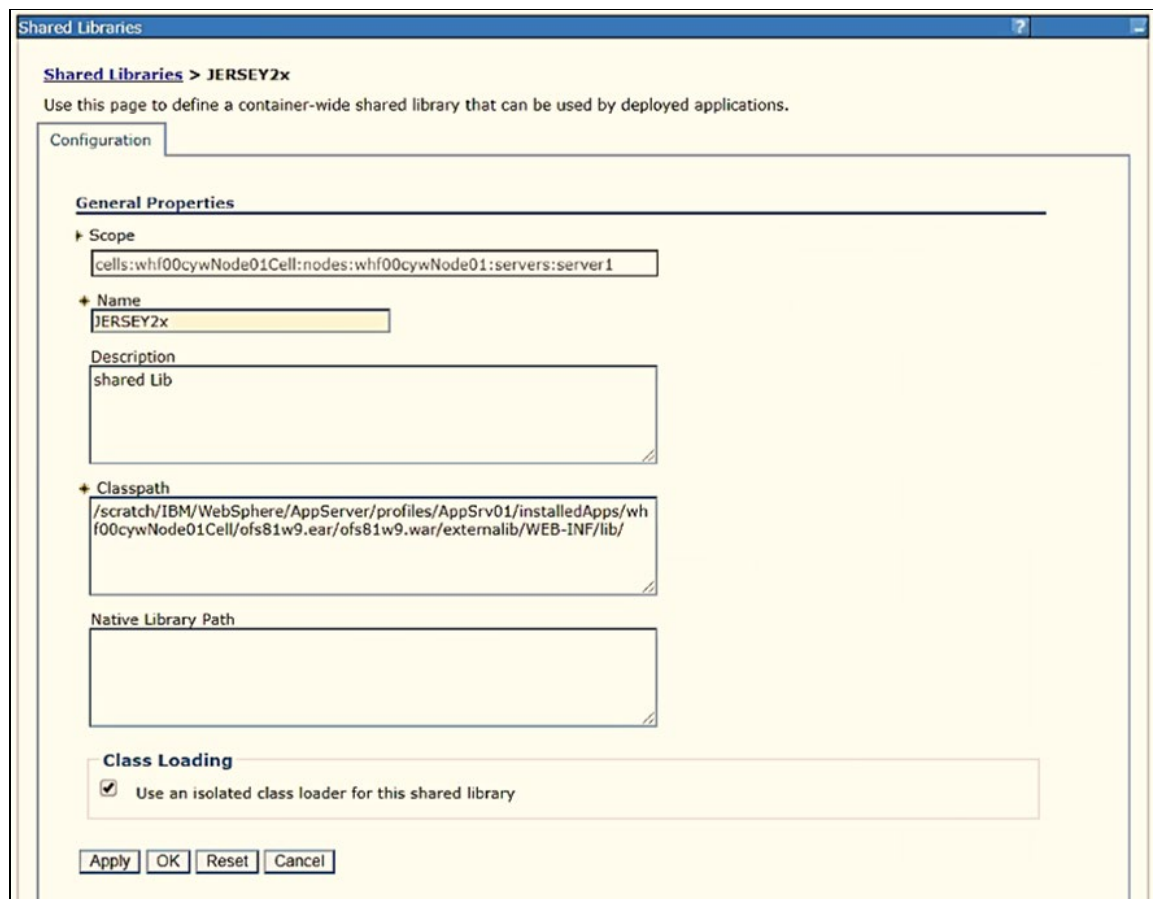 Shared Libraries ?
Shared Libraries > JERSEY2x
Use this page to define a container-wide shared library that can be used by deployed applications.
Configuration
General Properties
Scope
cells:whf00cywNode01Cell:nodes:whf00cywNode01:servers:server1
Name
JERSEY2x
Description
shared Lib
Classpath
/scratch/IBM/WebSphere/AppServer/profiles/AppSrv01/installedApps/wh
f00cywNode01Cell/ofs81w9.ear/ofs81w9.war/externalib/WEB-INF/lib/
Native Library Path
Class Loading
Use an isolated class loader for this shared library
Apply OK Reset Cancel